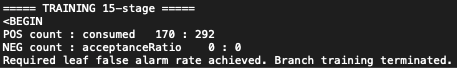 ===== TRAINING 15-stage =====
<BEGIN
POS count : consumed   170 : 292
NEG count : acceptanceRatio    0 : 0
Required leaf false alarm rate achieved. Branch training terminated.